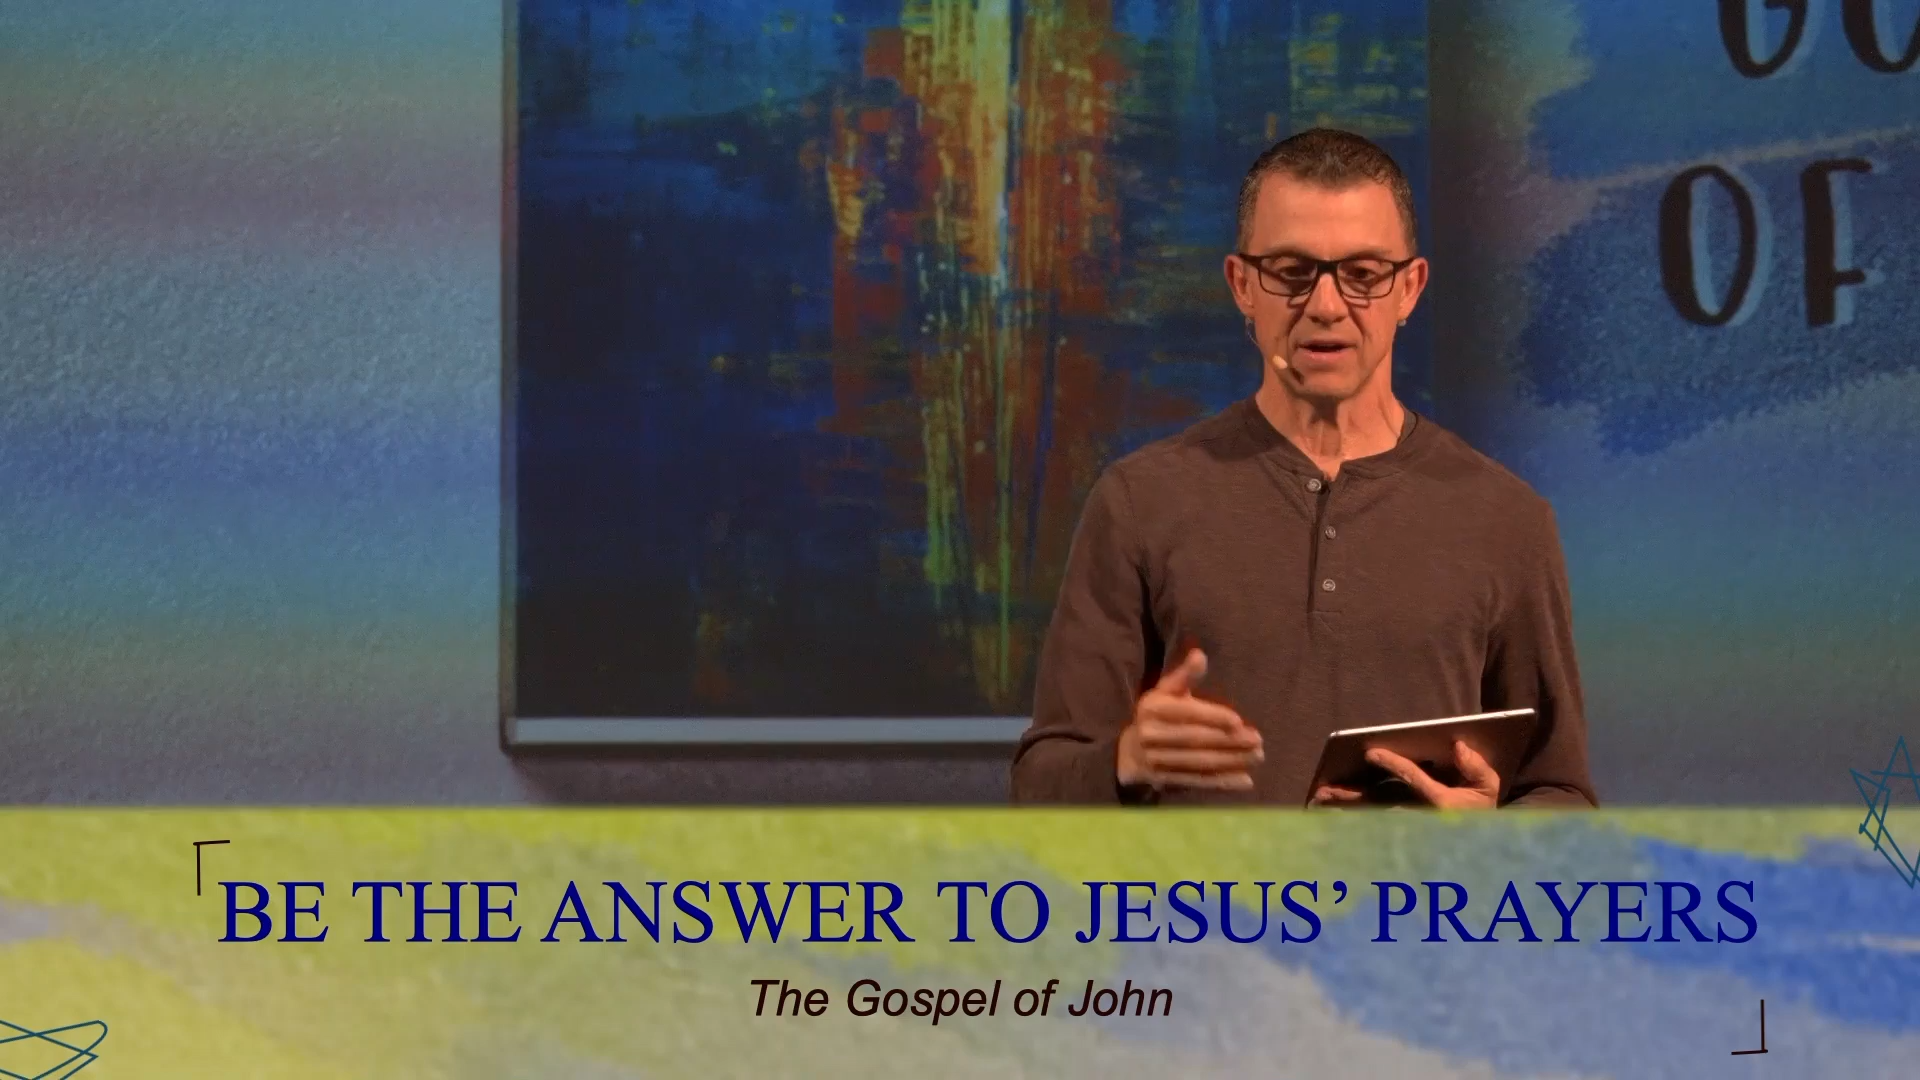 OF
BE THE ANSWER TO JESUS’ PRAYERS
The Gospel of John